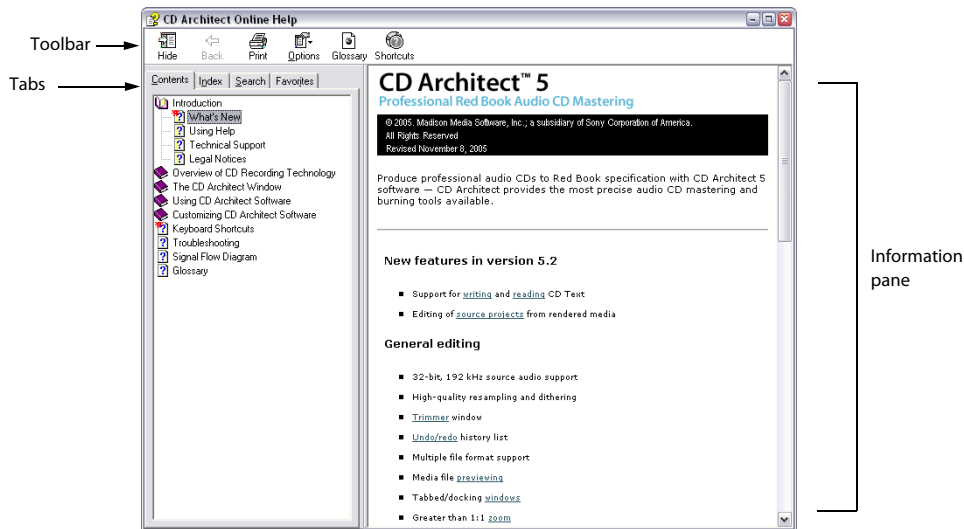 CD Architect Online Help
Toolbar
Hide Back Print Options Glossary Shortcuts
Tabs
Contents Index Search Favorites
Introduction
What's New
Using Help
Technical Support
Legal Notices
Overview of CD Recording Technology
The CD Architect Window
Using CD Architect Software
Customizing CD Architect Software
Keyboard Shortcuts
Troubleshooting
Signal Flow Diagram
Glossary
CD Architect™ 5
Professional Red Book Audio CD Mastering
© 2005. Madison Media Software, Inc.; a subsidiary of Sony Corporation of America.
All Rights Reserved
Revised November 8, 2005
Produce professional audio CDs to Red Book specification with CD Architect 5
software — CD Architect provides the most precise audio CD mastering and
burning tools available.
New features in version 5.2
Support for writing and reading CD Text
Editing of source projects from rendered media
General editing
32-bit, 192 kHz source audio support
High-quality resampling and dithering
Trimmer window
Undo/redo history list
Multiple file format support
Media file previewing
Tabbed/docking windows
Greater than 1:1 zoom
Information
pane